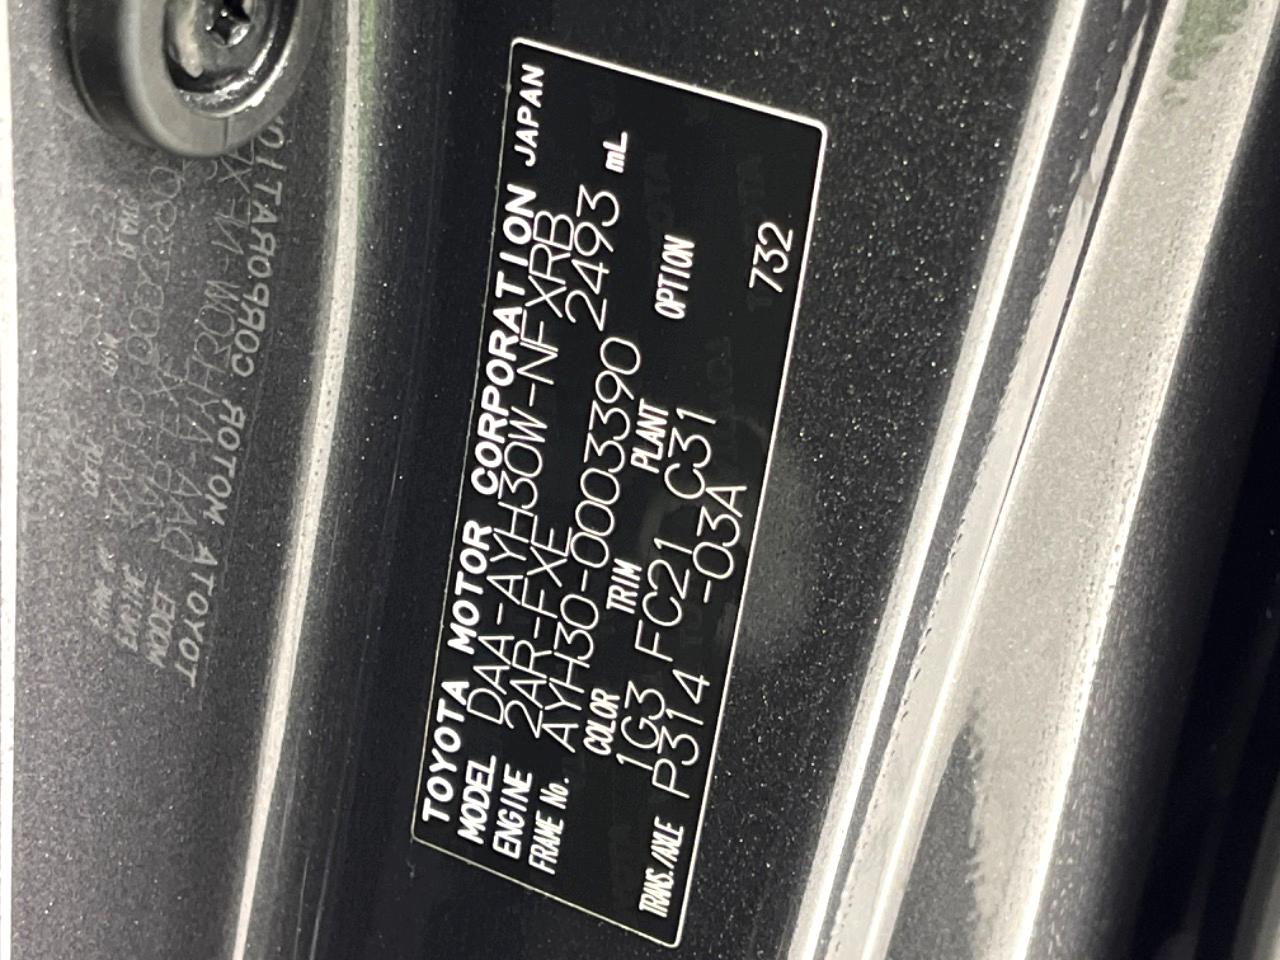 TOYOTA MOTOR CORPORATION JAPAN
MODEL DAA-AYH30W-NFXRB
ENGINE 2AR-FXE 2493 mL
FRAME No. AYH30-0003390
COLOR TRIM PLANT OPTION
1G3 FC21 C31 732
TRANS./AXLE P314 -03A